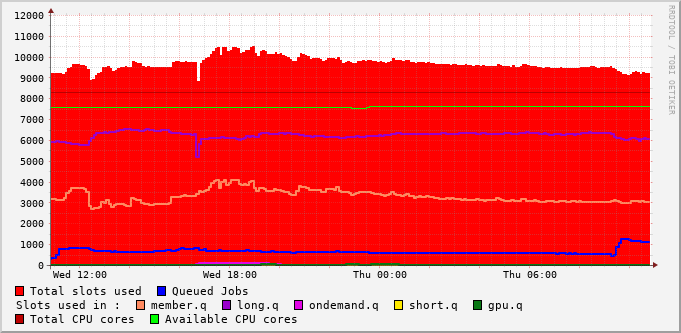 12000
11000
10000
9000
8000
7000
6000
5000
4000
3000
2000
1000
0
Wed 12:00 Wed 18:00 Thu 00:00 Thu 06:00
RRDTOOL / TOBI OETIKER
Total slots used Queued Jobs
Slots used in : member.q long.q ondemand.q short.q gpu.q
Total CPU cores Available CPU cores